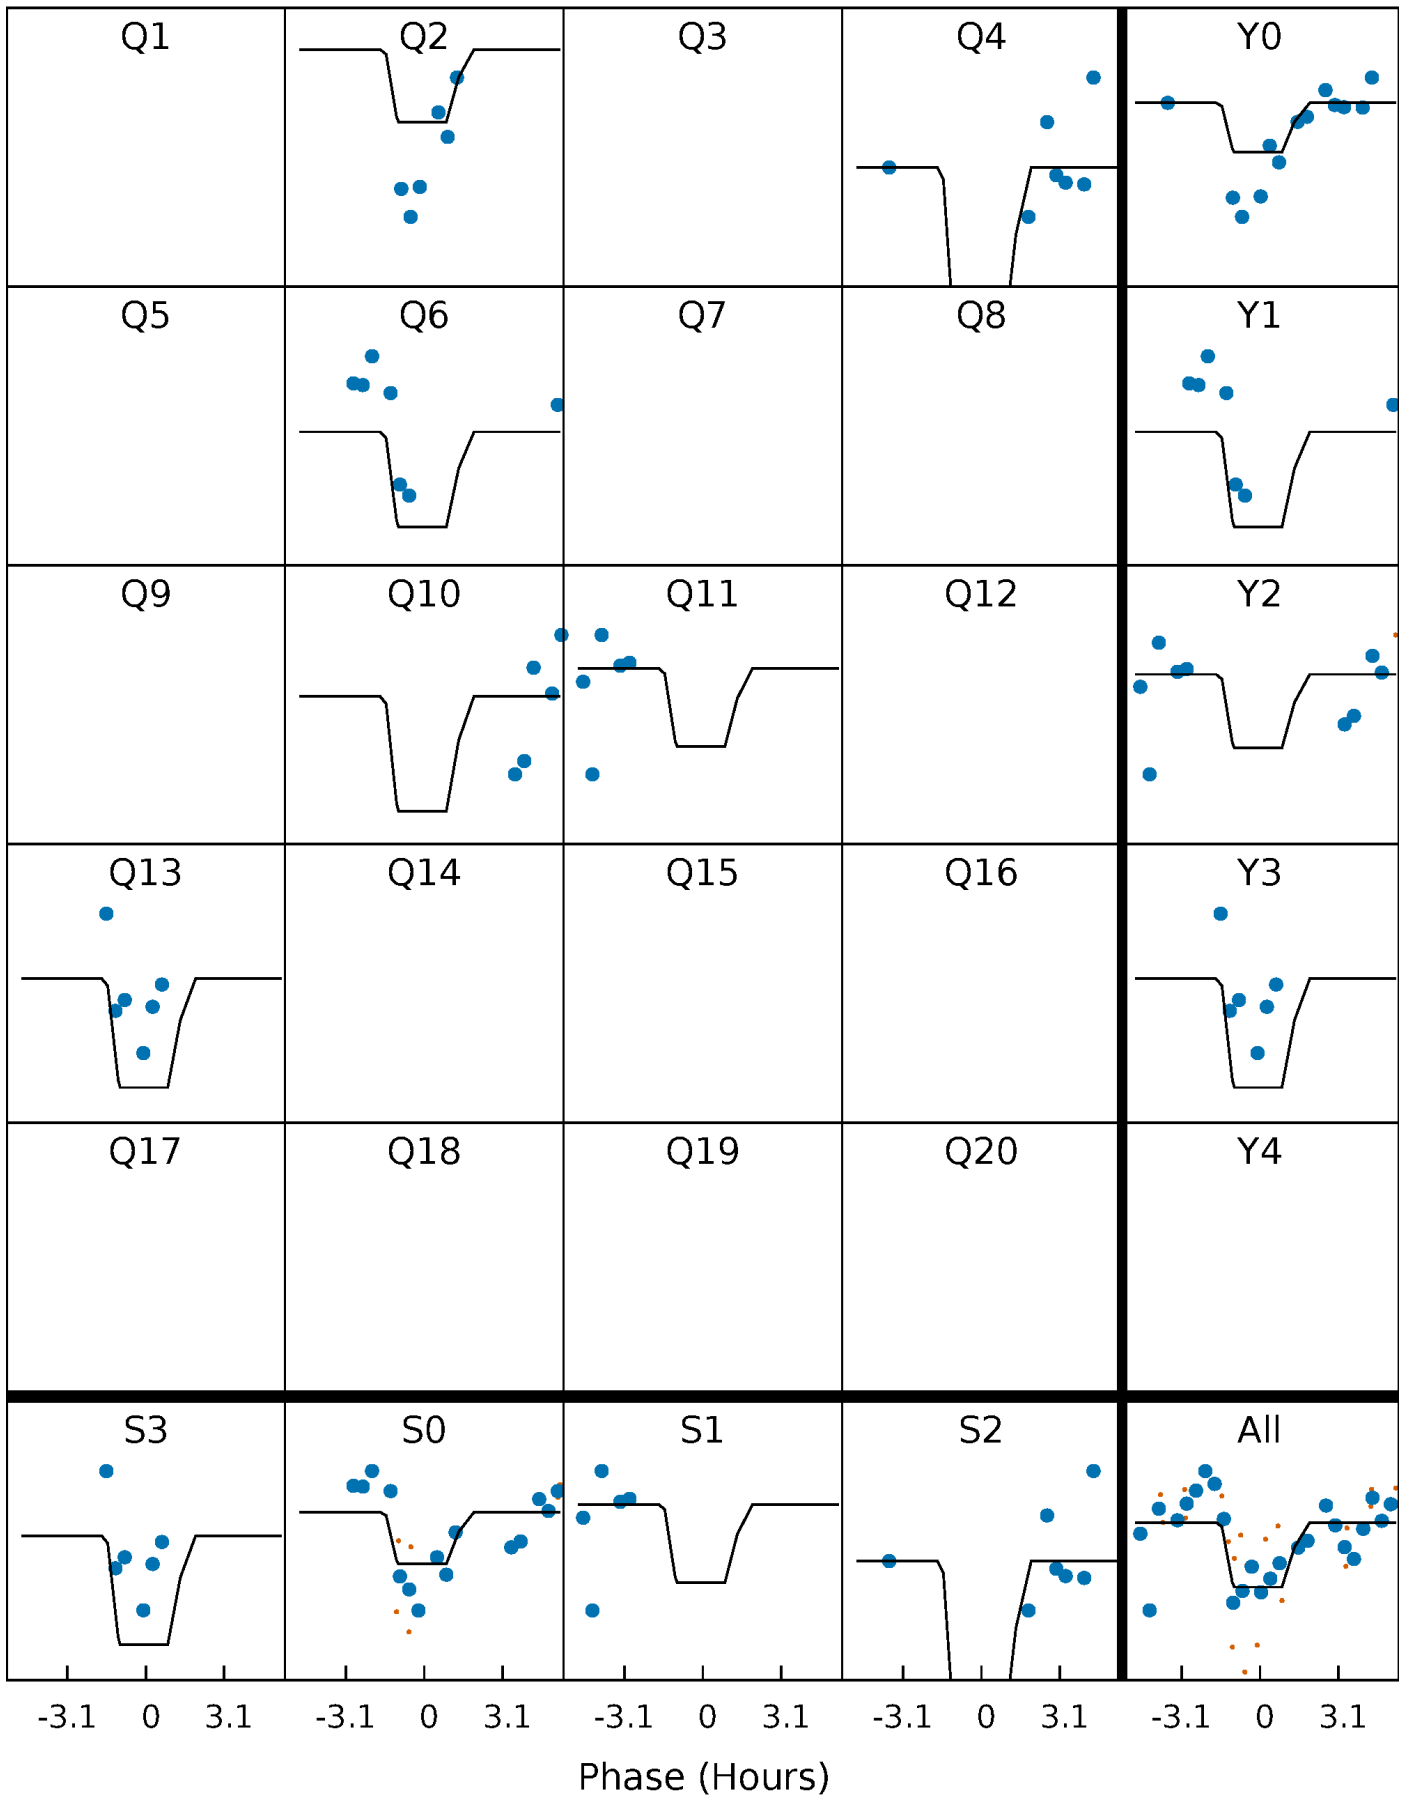 Q1 Q2 Q3 Q4 Y0
Q5 Q6 Q7 Q8 Y1
Q9 Q10 Q11 Q12 Y2
Q13 Q14 Q15 Q16 Y3
Q17 Q18 Q19 Q20 Y4
S3 S0 S1 S2 All
-3.1 0 3.1 -3.1 0 3.1 -3.1 0 3.1 -3.1 0 3.1 -3.1 0 3.1
Phase (Hours)